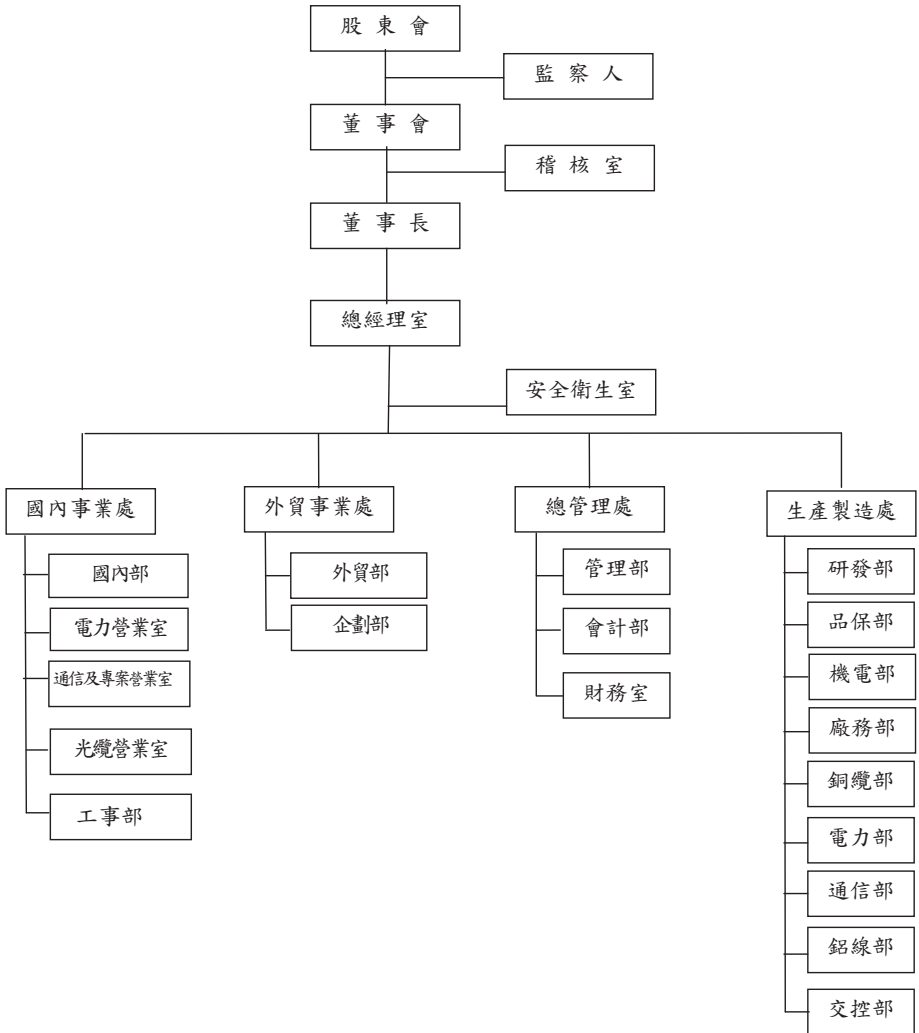 股東會
監察人
董事會
稽核室
董事長
總經理室
安全衛生室
國內事業處
國內部
電力營業室
通信及專案營業室
光纜營業室
工事部
外貿事業處
外貿部
企劃部
總管理處
管理部
會計部
財務室
生產製造處
研發部
品保部
機電部
廠務部
銅纜部
電力部
通信部
鋁線部
交控部